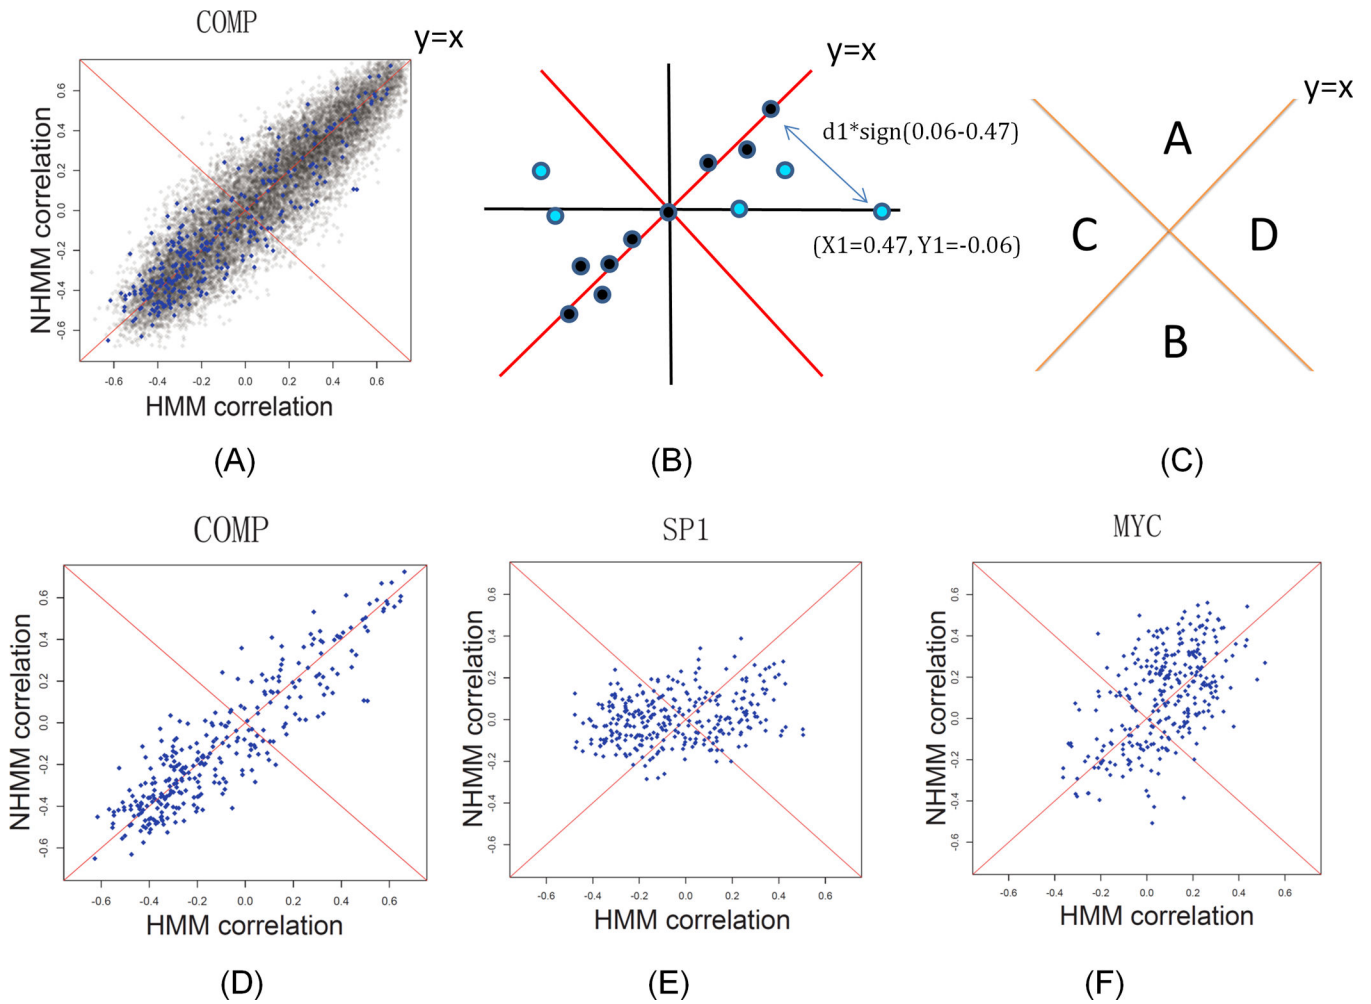 COMP
y=x
NHMM correlation
0.6
0.4
0.2
0.0
-0.2
-0.4
-0.6
-0.6
-0.4
-0.2
0.0
0.2
0.4
0.6
HMM correlation
(A)
y=x
d1*sign(0.06-0.47)
(X1=0.47, Y1=-0.06)
(B)
y=x
A
C
D
B
(C)
COMP
NHMM correlation
0.6
0.4
0.2
0.0
-0.2
-0.4
-0.6
-0.6
-0.4
-0.2
0.0
0.2
0.4
0.6
HMM correlation
(D)
SP1
NHMM correlation
0.6
0.4
0.2
0.0
-0.2
-0.4
-0.6
-0.6
-0.4
-0.2
0.0
0.2
0.4
0.6
HMM correlation
(E)
MYC
NHMM correlation
0.6
0.4
0.2
0.0
-0.2
-0.4
-0.6
-0.6
-0.4
-0.2
0.0
0.2
0.4
0.6
HMM correlation
(F)